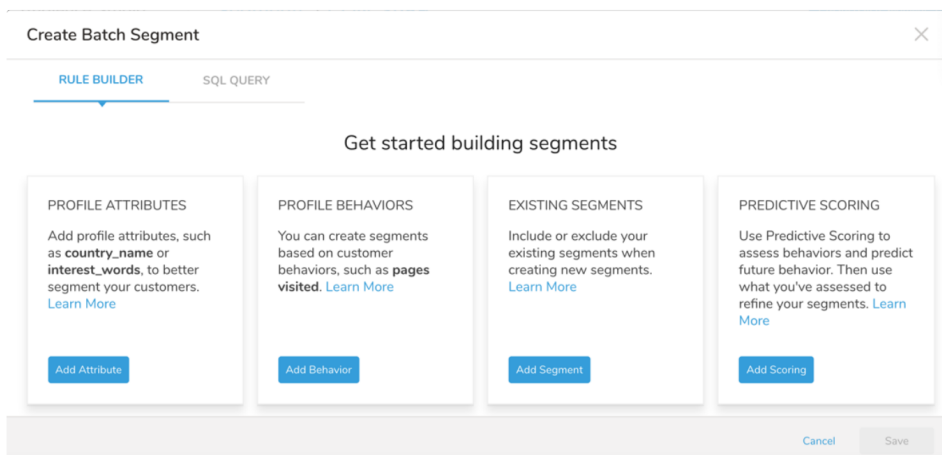 Create Batch Segment
RULE BUILDER
SQL QUERY
Get started building segments
PROFILE ATTRIBUTES
Add profile attributes, such
as country_name or
interest_words, to better
segment your customers.
Learn More
Add Attribute
PROFILE BEHAVIORS
You can create segments
based on customer
behaviors, such as pages
visited. Learn More
Add Behavior
EXISTING SEGMENTS
Include or exclude your
existing segments when
creating new segments.
Learn More
Add Segment
PREDICTIVE SCORING
Use Predictive Scoring to
assess behaviors and predict
future behavior. Then use
what you've assessed to
refine your segments. Learn
More
Add Scoring
Cancel
Save